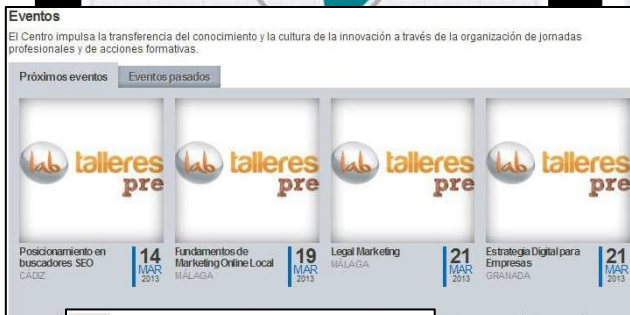 Eventos
El Centro impulsa la transferencia del conocimiento y la cultura de la innovación a través de la organización de jornadas
profesionales y de acciones formativas.
Próximos eventos
Eventos pasados
lab talleres
pre
lab talleres
pre
lab talleres
pre
lab talleres
pre
Posicionamiento en
buscadores SEO
CÁDIZ
14
MAR
2013
Fundamentos de
Marketing Online Local
MÁLAGA
19
MAR
2013
Legal Marketing
MÁLAGA
21
MAR
2013
Estrategia Digital para
Empresas
GRANADA
21
MAR
2013